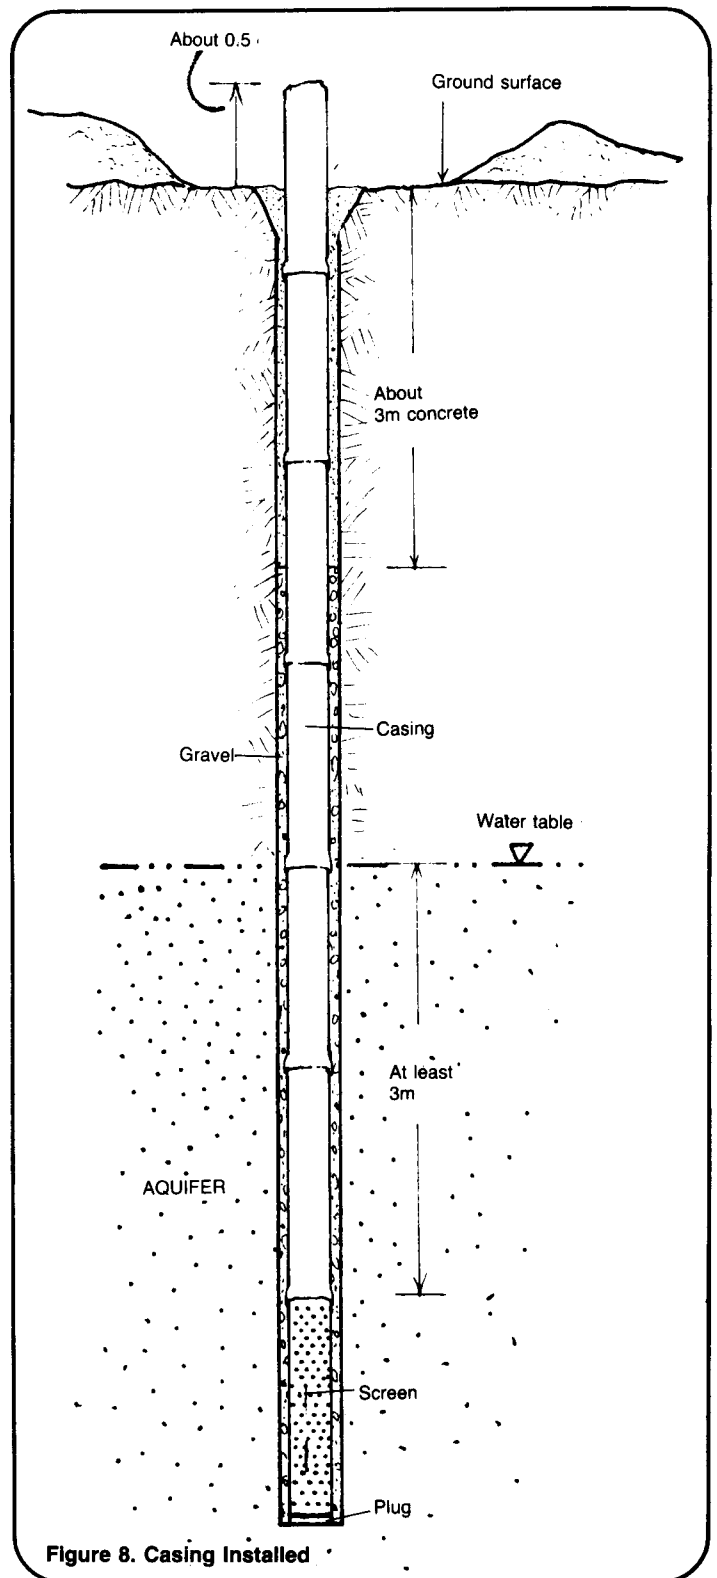 About 0.5
Ground surface
About
3m concrete
Casing
Gravel
Water table
At least
3m
AQUIFER
Screen
Plug
Figure 8. Casing Installed